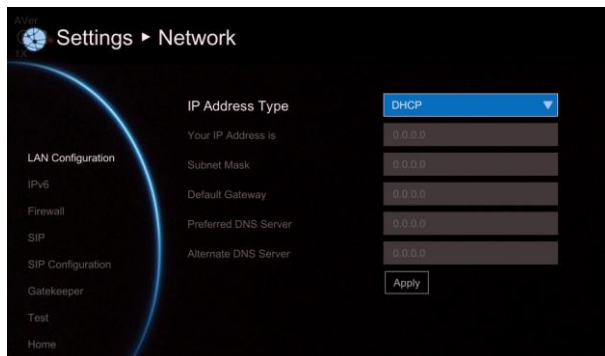 AVer
1X
Settings ► Network
IP Address Type DHCP
Your IP Address is 0.0.0.0
LAN Configuration
Subnet Mask 0.0.0.0
IPv6
Default Gateway 0.0.0.0
Firewall
Preferred DNS Server 0.0.0.0
SIP
Alternate DNS Server 0.0.0.0
SIP Configuration
Apply
Gatekeeper
Test
Home